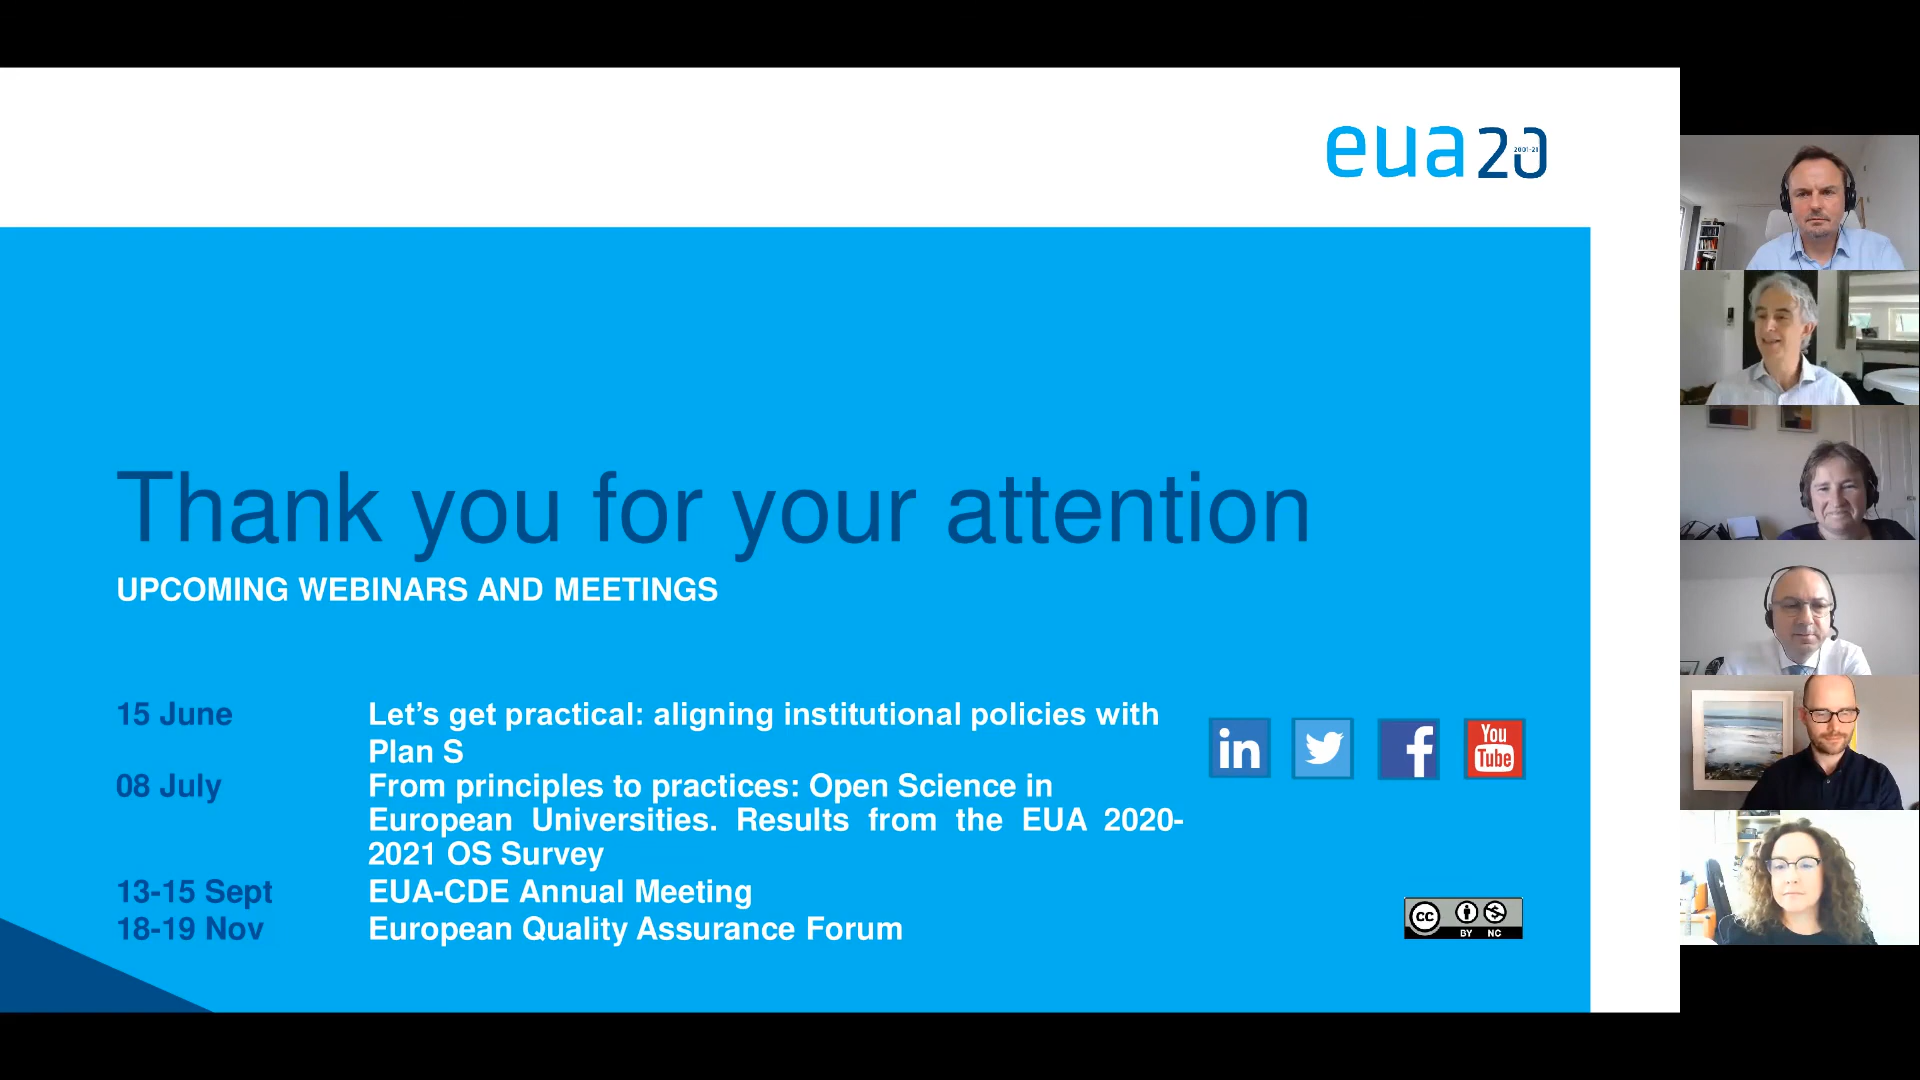 eua20
2001-21
Thank you for your attention
UPCOMING WEBINARS AND MEETINGS
15 June Let’s get practical: aligning institutional policies with
Plan S
08 July From principles to practices: Open Science in
European Universities. Results from the EUA 2020-
2021 OS Survey
13-15 Sept EUA-CDE Annual Meeting
18-19 Nov European Quality Assurance Forum
in
f
You
Tube
cc
BY NC